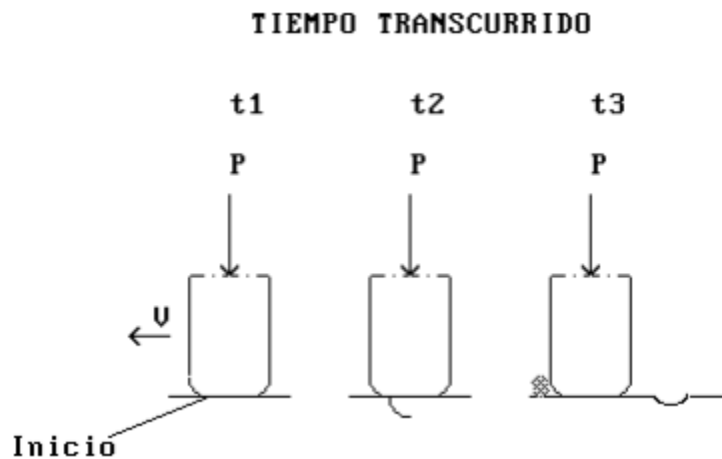 TIEMPO TRANSCURRIDO
t1 t2 t3
P P P
V
Inicio